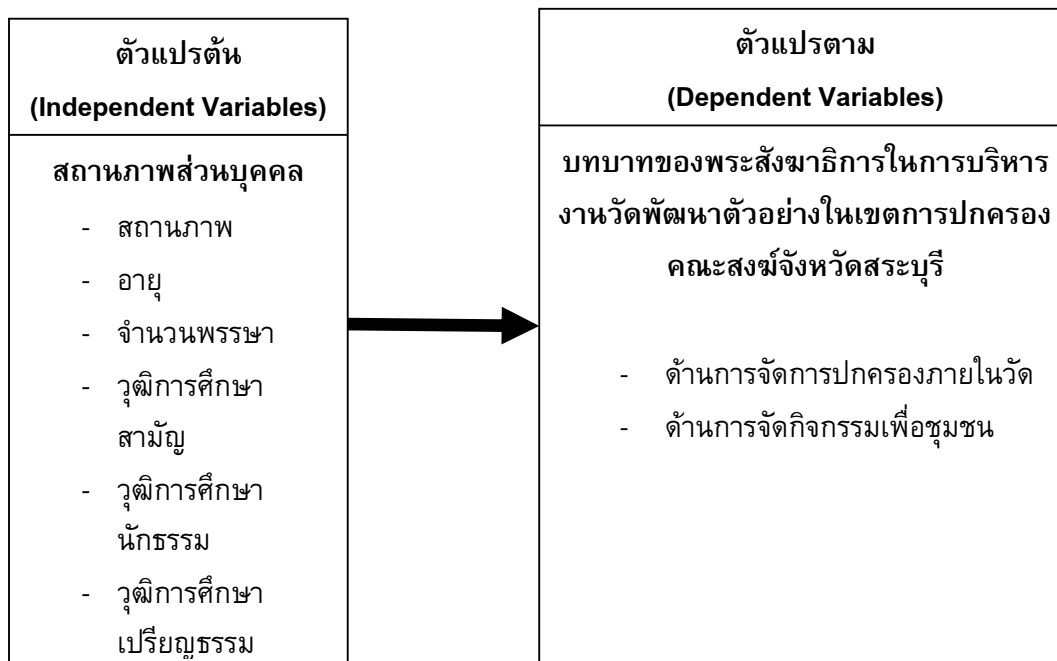 ตัวแปรต้น
(Independent Variables)
สถานภาพส่วนบุคคล
- สถานภาพ
- อายุ
- จำนวนพรรษา
- วุฒิการศึกษา
สามัญ
- วุฒิการศึกษา
นักธรรม
- วุฒิการศึกษา
เปรียญธรรม
ตัวแปรตาม
(Dependent Variables)
บทบาทของพระสังฆาธิการในการบริหาร
งานวัดพัฒนาตัวอย่างในเขตการปกครอง
คณะสงฆ์จังหวัดสระบุรี
- ด้านการจัดการปกครองภายในวัด
- ด้านการจัดกิจกรรมเพื่อชุมชน